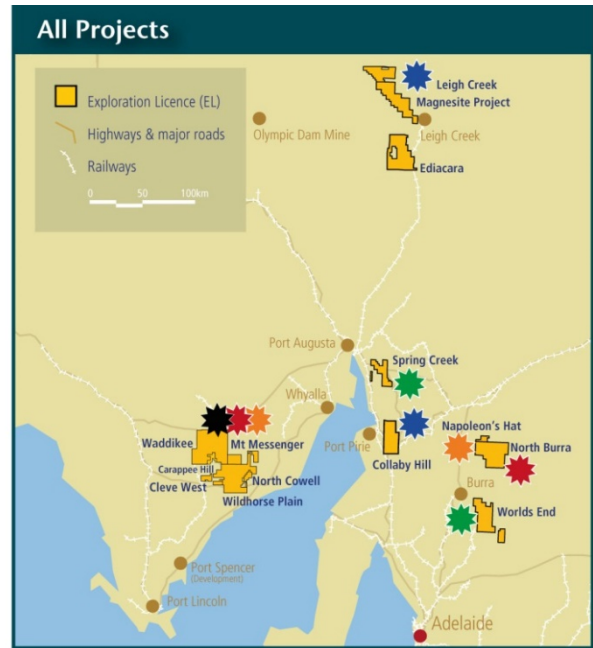 All Projects
Exploration Licence (EL)
Highways & major roads
Railways
0 50 100km
Olympic Dam Mine
Leigh Creek
Magnesite Project
Leigh Creek
Ediacara
Port Augusta
Spring Creek
Whyalla
Napoleon's Hat
Waddikee
Mt Messenger
Port Pirie
North Burra
Carappee Hill
Collaby Hill
Cleve West
North Cowell
Burra
Wildhorse Plain
Worlds End
Port Spencer
(Development)
Port Lincoln
Adelaide